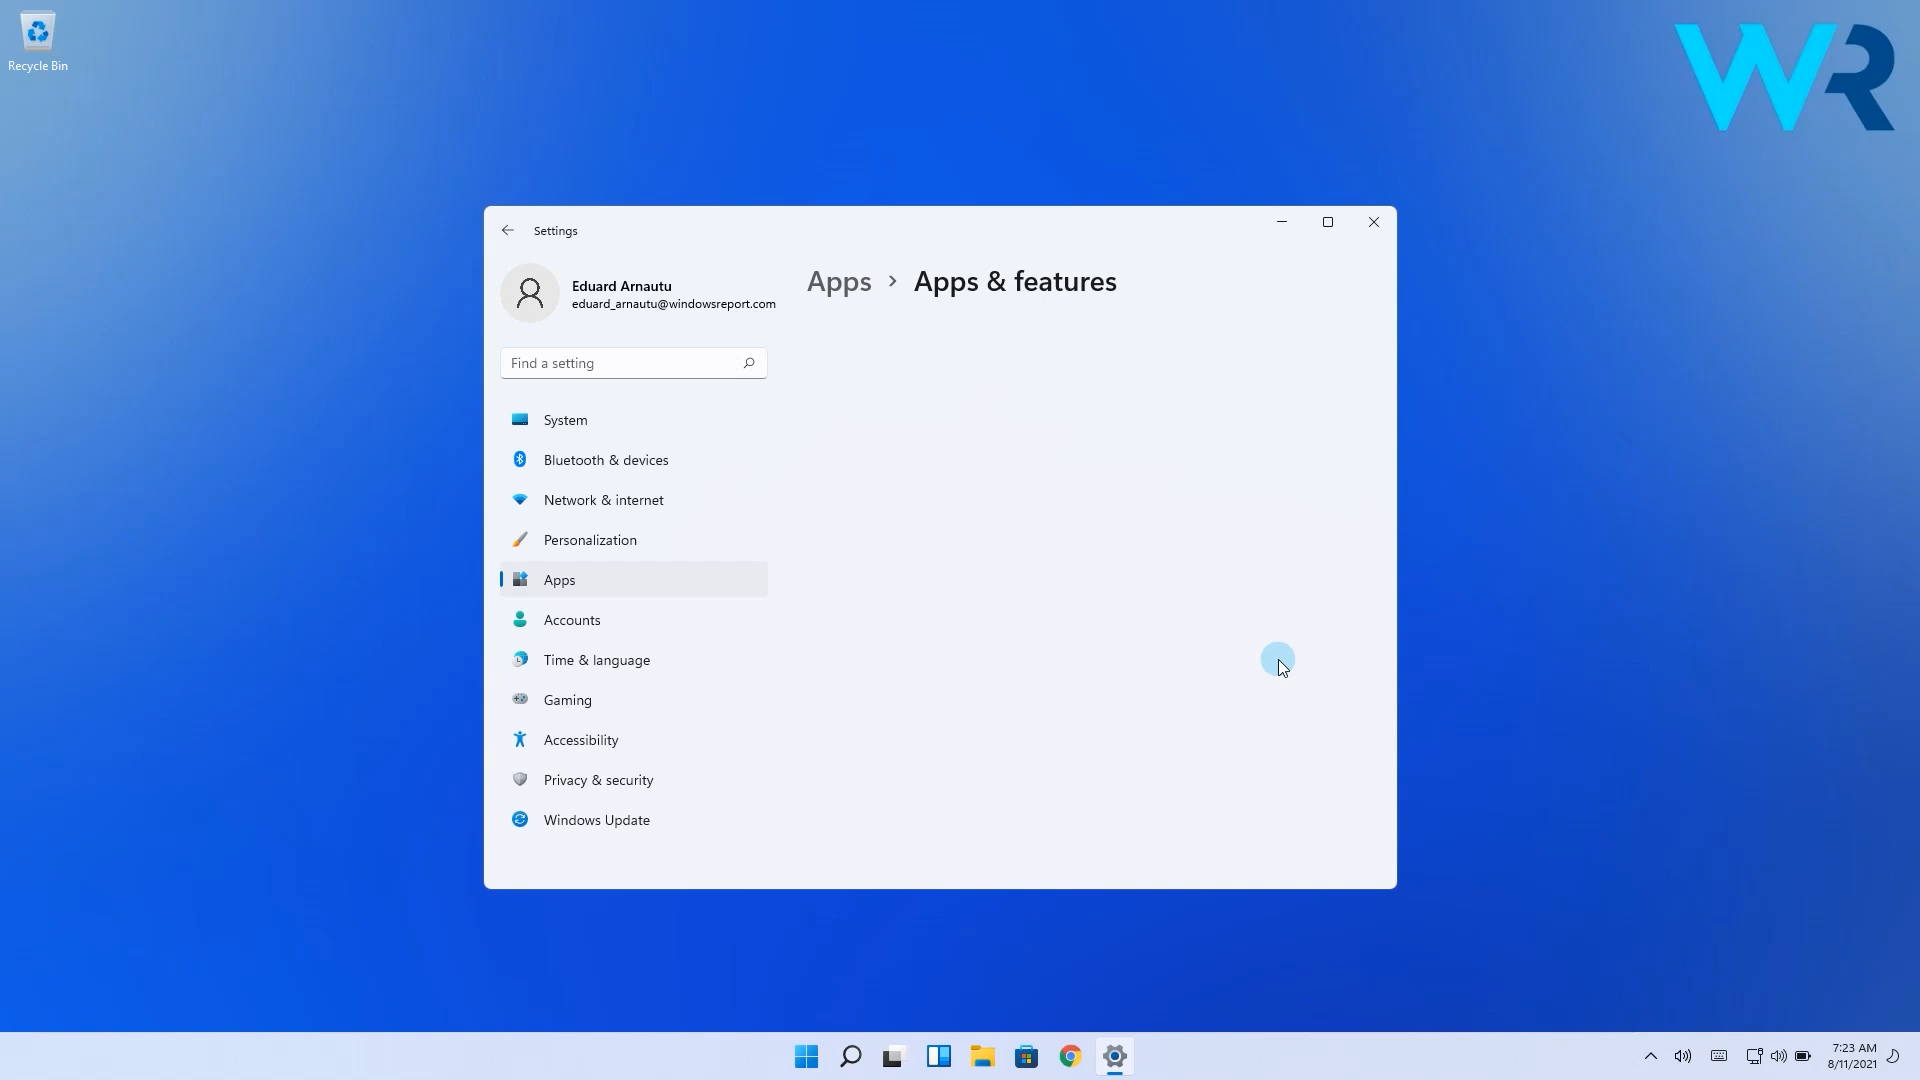 Recycle Bin
WR
Settings
Eduard Arnautu
eduard_arnautu@windowsreport.com
Apps > Apps & features
Find a setting
System
Bluetooth & devices
Network & internet
Personalization
Apps
Accounts
Time & language
Gaming
Accessibility
Privacy & security
Windows Update
7:23 AM
8/11/2021